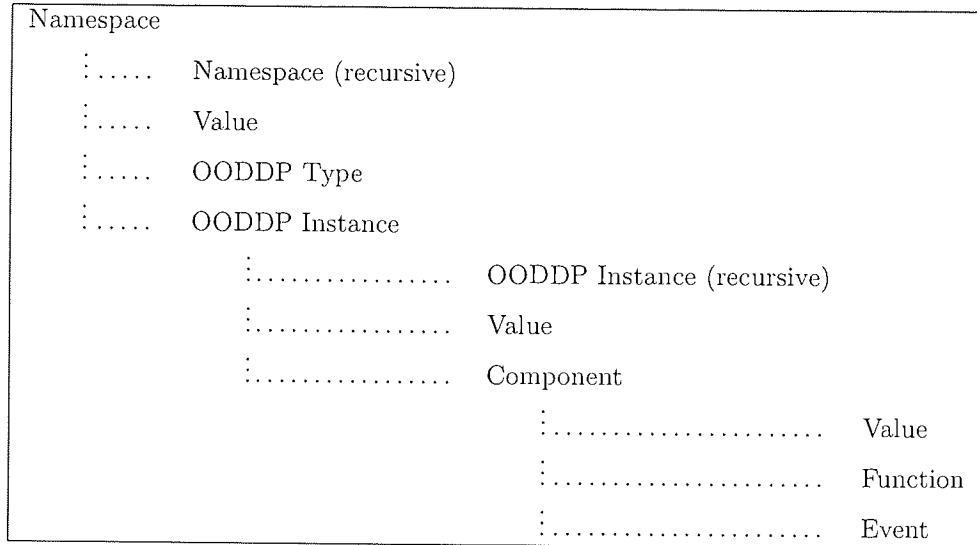 Namespace
Namespace (recursive)
Value
OODDP Type
OODDP Instance
OODDP Instance (recursive)
Value
Component
Value
Function
Event